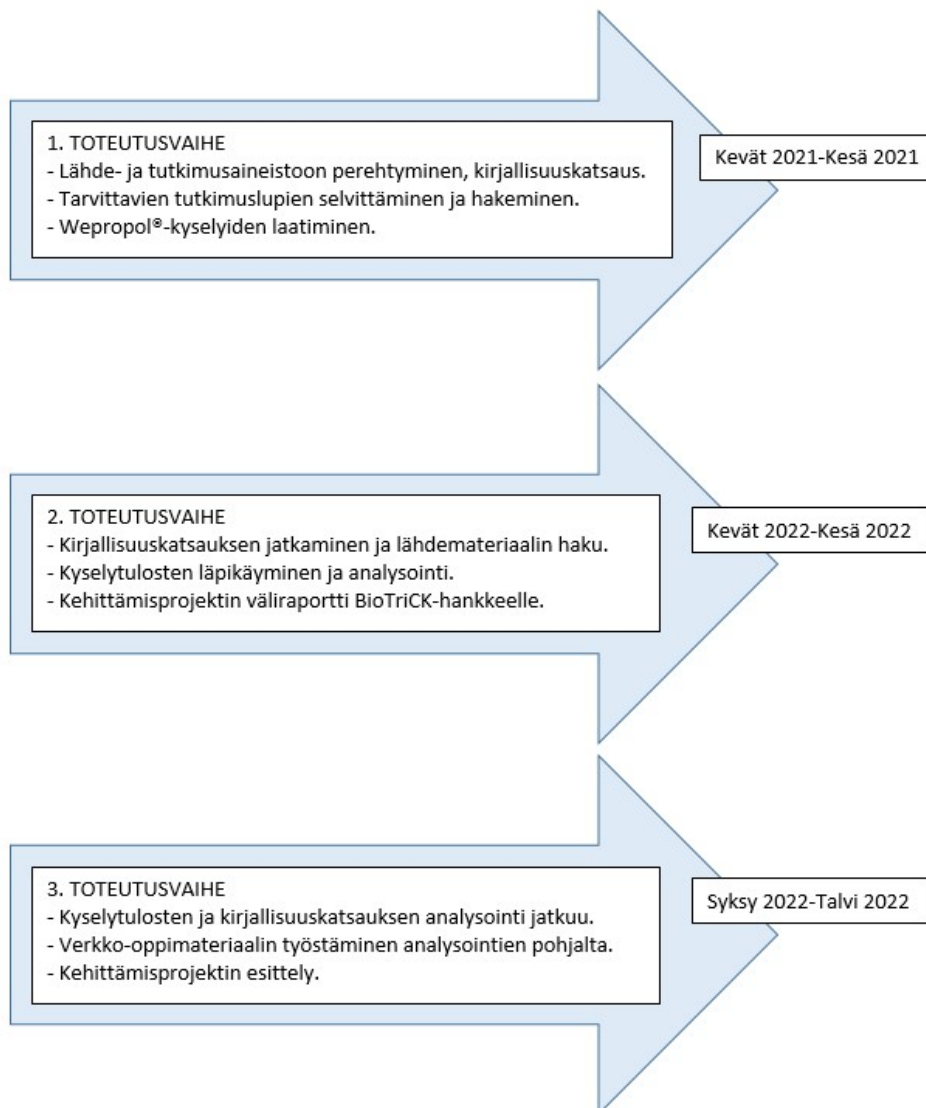 1. TOTEUTUSVAIHE
- Lähde- ja tutkimusaineistoon perehtyminen, kirjallisuuskatsaus.
- Tarvittavien tutkimuslupien selvittäminen ja hakeminen.
- Wepropol®-kyselyiden laatiminen.
Kevät 2021-Kesä 2021
2. TOTEUTUSVAIHE
- Kirjallisuuskatsauksen jatkaminen ja lähdemateriaalin haku.
- Kyselytulosten läpikäyminen ja analysointi.
- Kehittämisprojektin väliraportti BioTriCK-hankkeelle.
Kevät 2022-Kesä 2022
3. TOTEUTUSVAIHE
- Kyselytulosten ja kirjallisuuskatsauksen analysointi jatkuu.
- Verkko-oppimateriaalin työstäminen analysointien pohjalta.
- Kehittämisprojektin esittely.
Syksy 2022-Talvi 2022